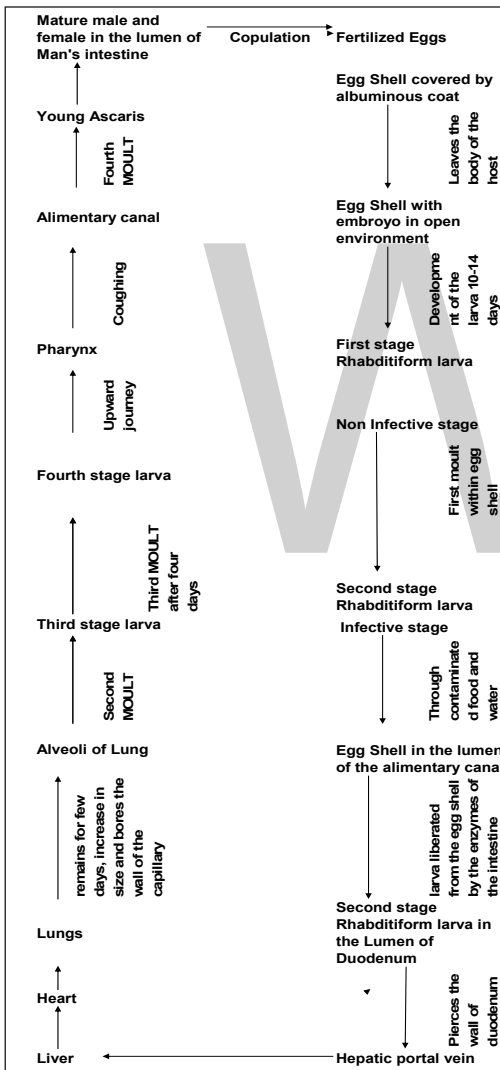 Mature male and
female in the lumen of
Man's intestine
Copulation
Fertilized Eggs
Egg Shell covered by
albuminous coat
Leaves the
body of the
host
Egg Shell with
embroyo in open
environment
Developme
nt of the
larva 10-14
days
First stage
Rhabditiform larva
Non Infective stage
First moult
within egg
shell
Second stage
Rhabditiform larva
Infective stage
Through
contaminate
d food and
water
Egg Shell in the lumen
of the alimentary cana
larva liberated
from the egg shell
by the enzymes of
the intestine
Second stage
Rhabditiform larva in
the Lumen of
Duodenum
Pierces the
wall of
duodenum
Hepatic portal vein
Liver
Heart
Lungs
remains for few
days, increase in
size and bores the
wall of the
capillary
Alveoli of Lung
Second
MOULT
Third stage larva
Third MOULT
after four
days
Fourth stage larva
Upward
journey
Pharynx
Coughing
Alimentary canal
Fourth
MOULT
Young Ascaris
W